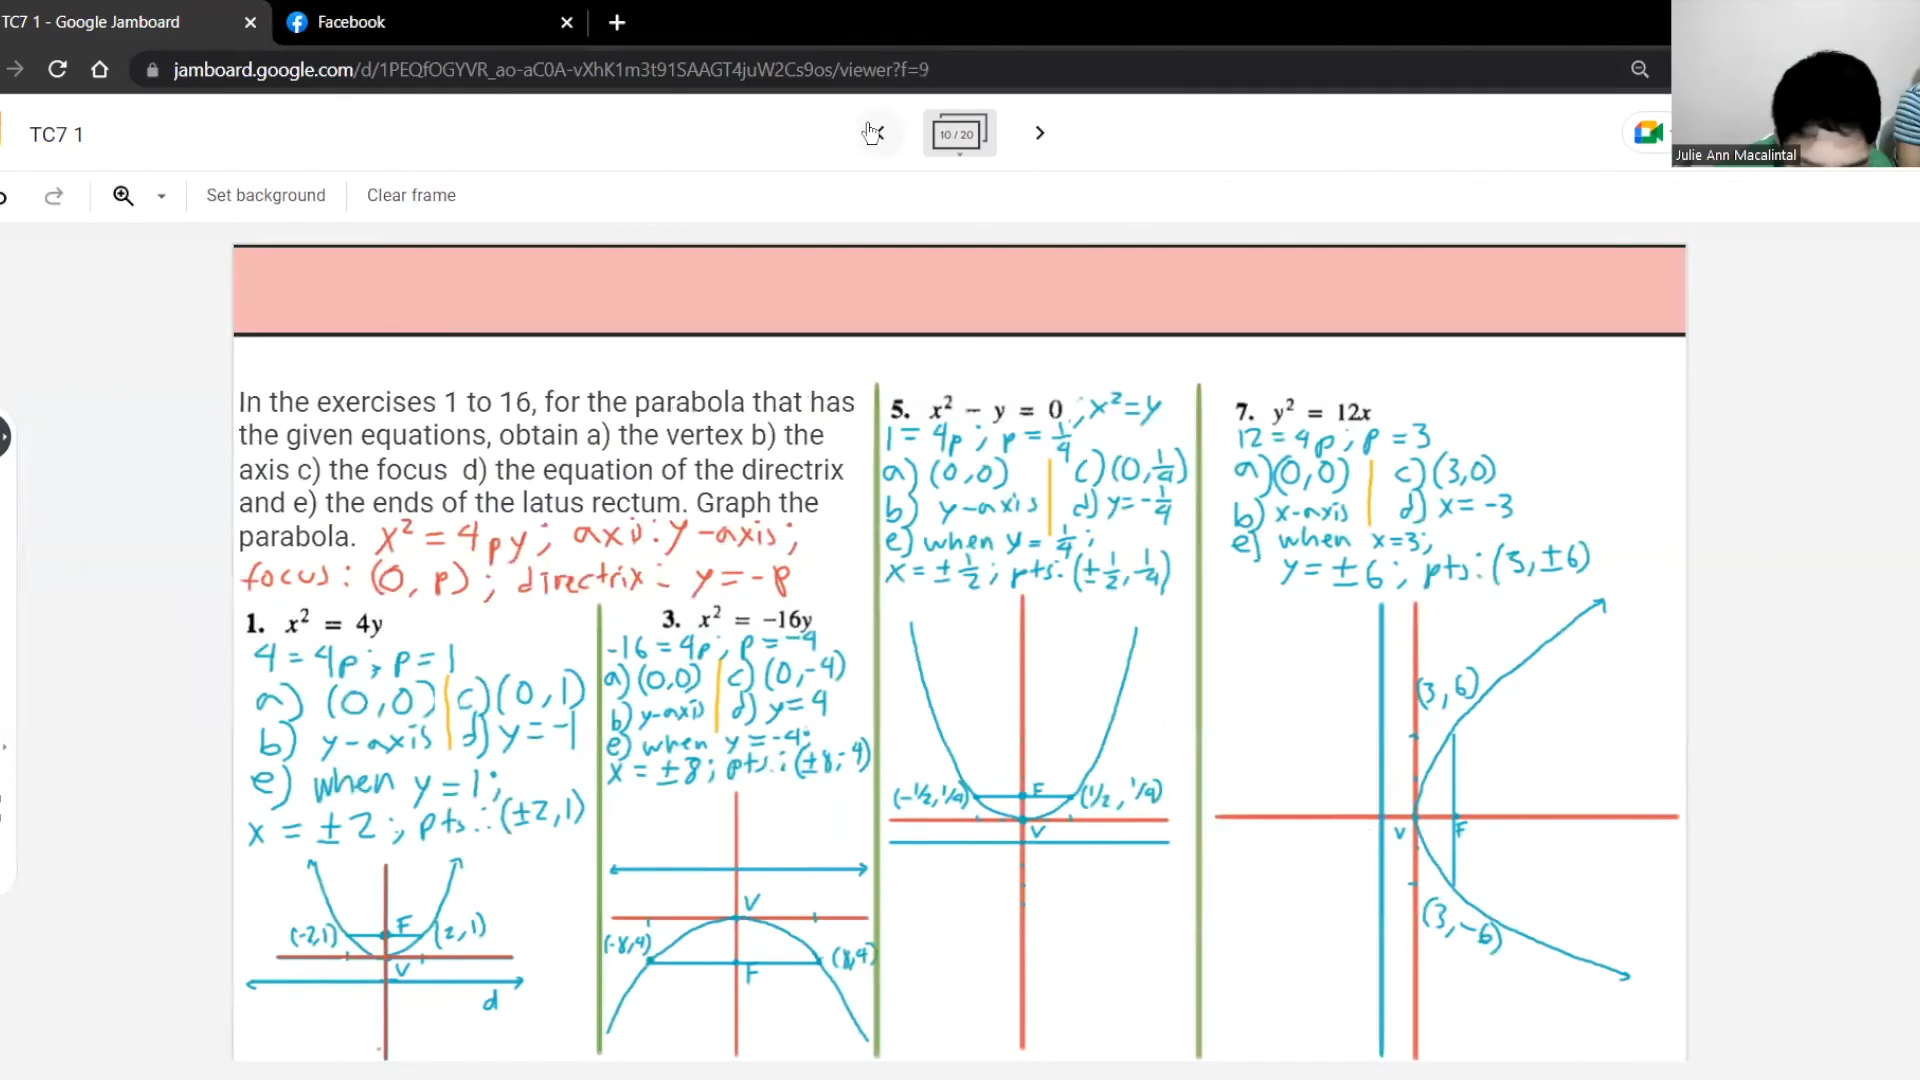 TC7 1 - Google Jamboard
Facebook
jamboard.google.com/d/1PEQfOGYVR_ao-aC0A-vXhK1m3t91SAAGT4juW2Cs9os/viewer?f=9
TC7 1
10 / 20
Julie Ann Macalintal
Set background
Clear frame
In the exercises 1 to 16, for the parabola that has
the given equations, obtain a) the vertex b) the
axis c) the focus d) the equation of the directrix
and e) the ends of the latus rectum. Graph the
parabola. x² = 4py; axis: y-axis;
focus: (0, p); directrix: y = -p
1. x² = 4y
4 = 4p; p = 1
a) (0,0) c) (0,1)
b) y-axis d) y = -1
e) when y = 1;
x = ±2; pts.: (±2,1)
(-2,1) F (2,1)
V
d
3. x² = -16y
-16 = 4p; p = -4
a) (0,0) c) (0,-4)
b) y-axis d) y = 4
e) when y = -4;
x = ±8; pts.: (±8,-4)
V
(-8,4) F (8,4)
5. x² - y = 0; x² = y
1 = 4p; p = 1/4
a) (0,0) c) (0, 1/4)
b) y-axis d) y = -1/4
e) when y = 1/4;
x = ±1/2; pts: (±1/2, 1/4)
(-1/2, 1/4) F (1/2, 1/4)
V
7. y² = 12x
12 = 4p; p = 3
a) (0,0) c) (3,0)
b) x-axis d) x = -3
e) when x = 3;
y = ±6; pts: (3, ±6)
(3, 6)
V F
(3, -6)